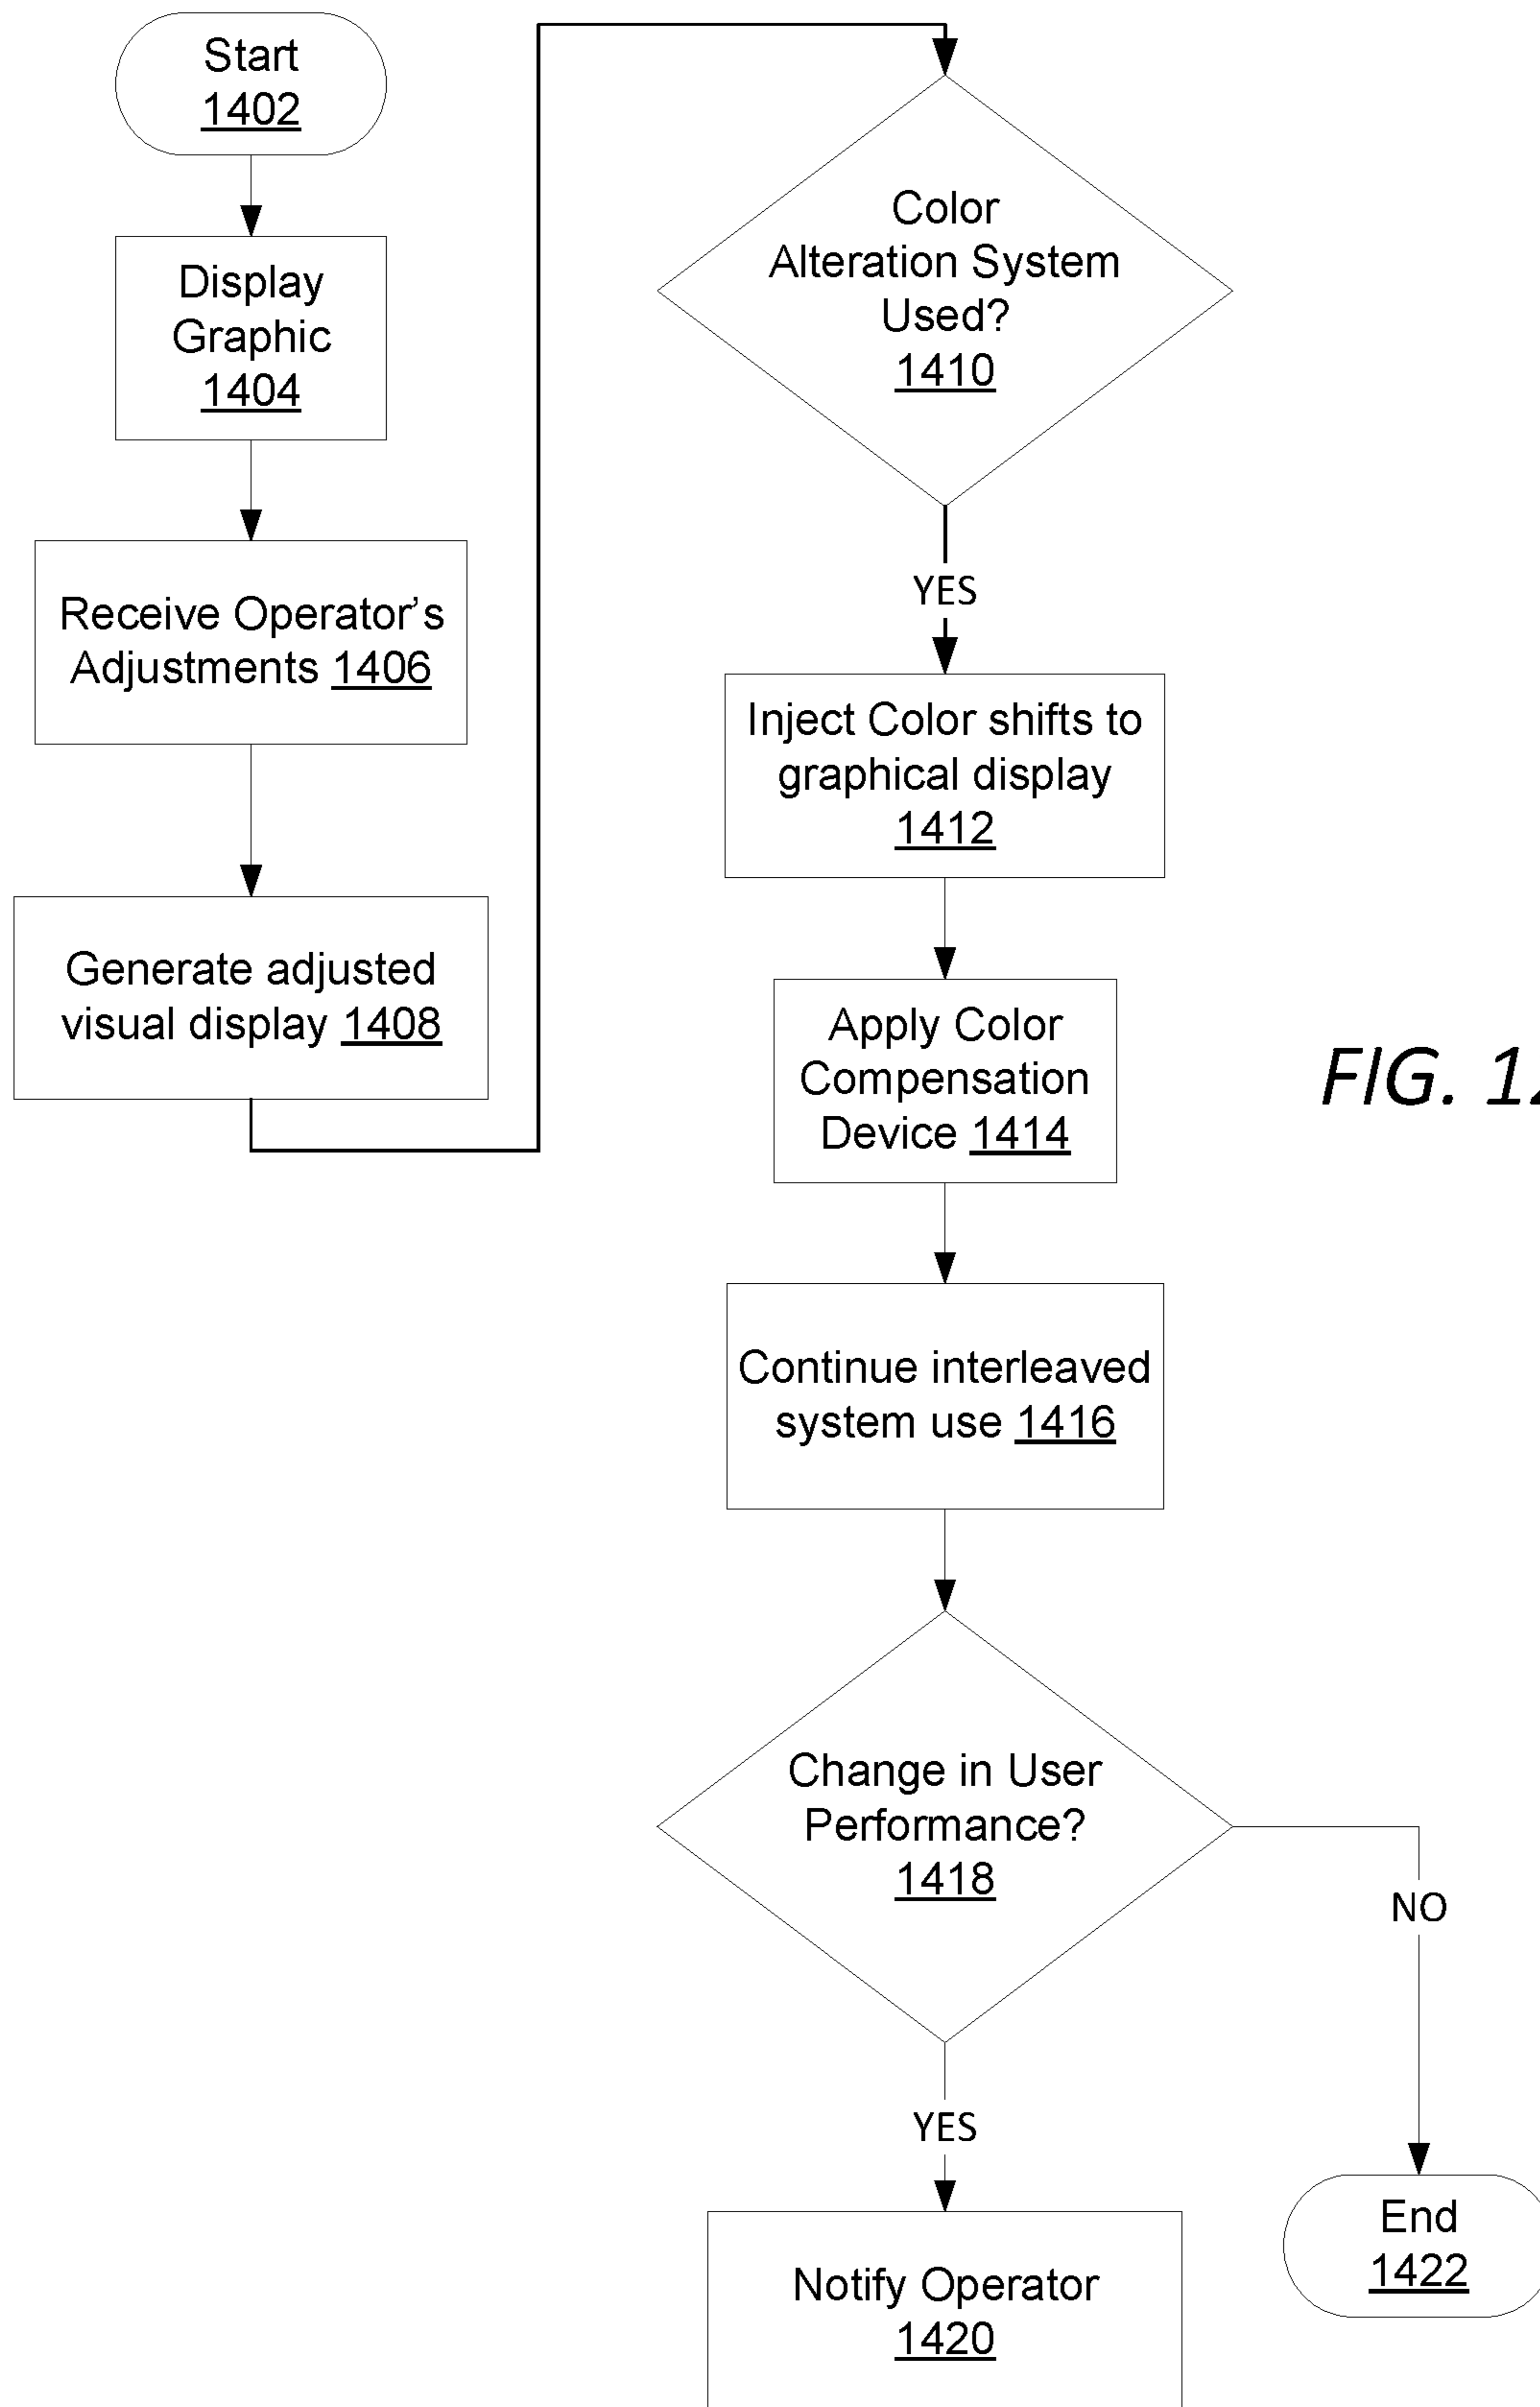 Start
1402
Display
Graphic
1404
Receive Operator’s
Adjustments 1406
Generate adjusted
visual display 1408
Color
Alteration System
Used?
1410
YES
Inject Color shifts to
graphical display
1412
Apply Color
Compensation
Device 1414
Continue interleaved
system use 1416
Change in User
Performance?
1418
YES
NO
Notify Operator
1420
End
1422
FIG.